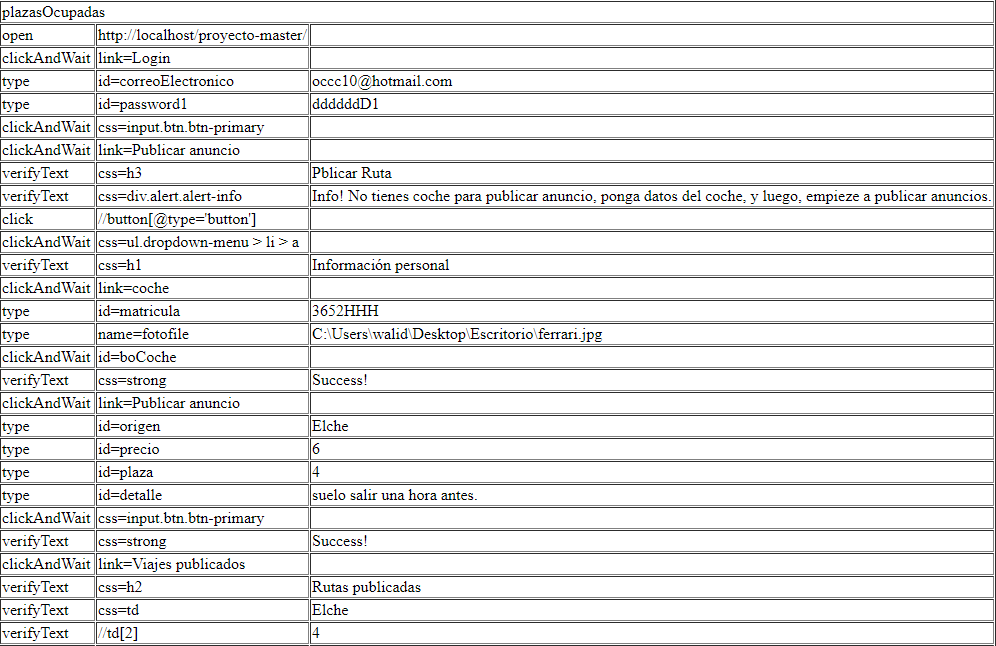 plazasOcupadas
open http://localhost/proyecto-master/
clickAndWait link=Login
type id=correoElectronico occc10@hotmail.com
type id=password1 ddddddD1
clickAndWait css=input.btn.btn-primary
clickAndWait link=Publicar anuncio
verifyText css=h3 Pblicar Ruta
verifyText css=div.alert.alert-info Info! No tienes coche para publicar anuncio, ponga datos del coche, y luego, empieze a publicar anuncios.
click //button[@type='button']
clickAndWait css=ul.dropdown-menu > li > a
verifyText css=h1 Información personal
clickAndWait link=coche
type id=matricula 3652HHH
type name=fotofile C:\Users\walid\Desktop\Escritorio\ferrari.jpg
clickAndWait id=boCoche
verifyText css=strong Success!
clickAndWait link=Publicar anuncio
type id=origen Elche
type id=precio 6
type id=plaza 4
type id=detalle suelo salir una hora antes.
clickAndWait css=input.btn.btn-primary
verifyText css=strong Success!
clickAndWait link=Viajes publicados
verifyText css=h2 Rutas publicadas
verifyText css=td Elche
verifyText //td[2] 4